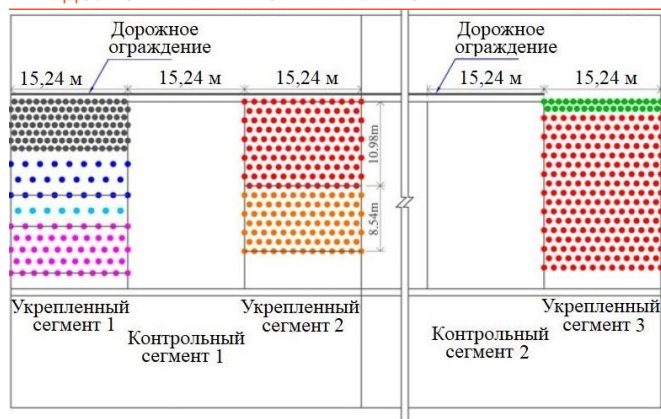 Дорожное
ограждение
Дорожное
ограждение
15,24 м
15,24 м
15,24 м
15,24 м
15,24 м
10.98m
8.54m
Укрепленный
сегмент 1
Контрольный
сегмент 1
Укрепленный
сегмент 2
Контрольный
сегмент 2
Укрепленный
сегмент 3